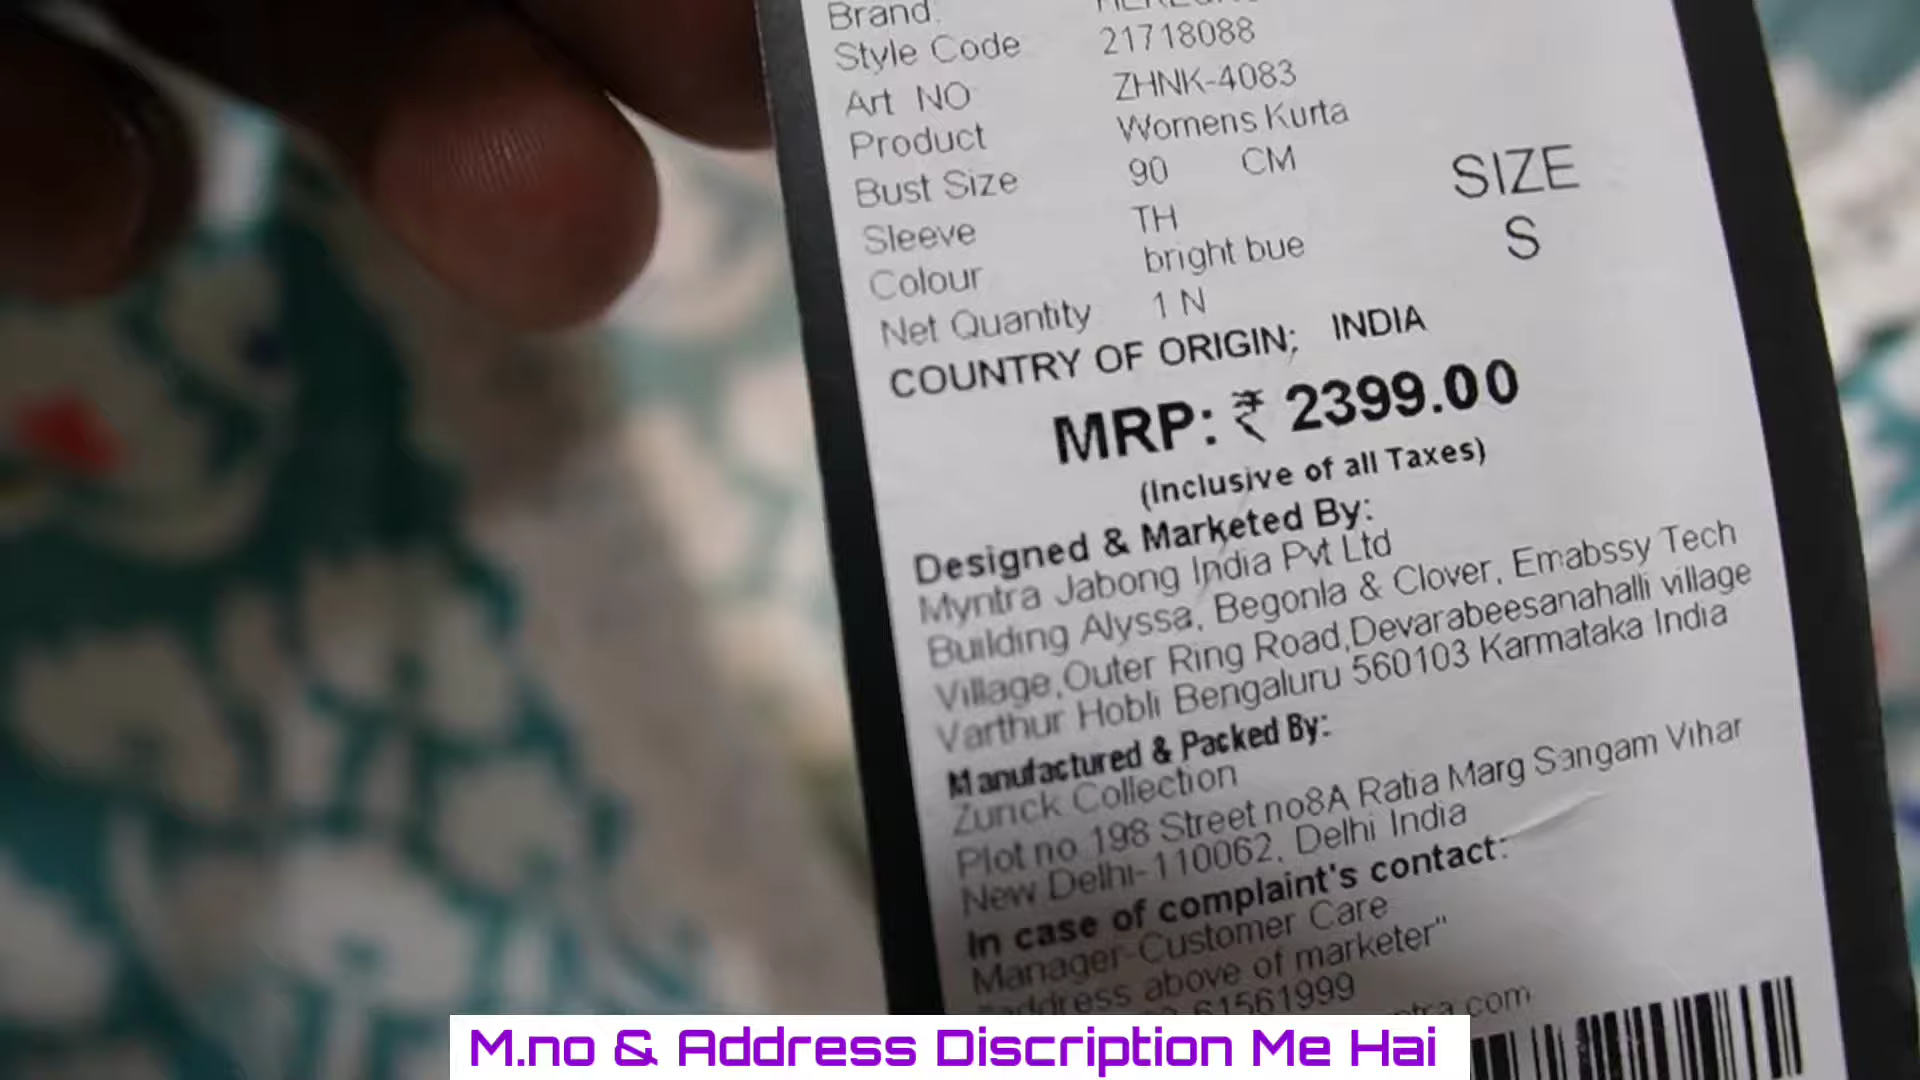 Brand:
Style Code 21718088
Art NO ZHNK-4083
Product Womens Kurta
Bust Size 90 CM
Sleeve TH
Colour bright bue
Net Quantity 1 N
SIZE
S
COUNTRY OF ORIGIN; INDIA
MRP: ₹ 2399.00
(Inclusive of all Taxes)
Designed & Marketed By:
Myntra Jabong India Pvt Ltd
Building Alyssa, Begonla & Clover, Emabssy Tech
Village,Outer Ring Road,Devarabeesanahalli village
Varthur Hobli Bengaluru 560103 Karmataka India
Manufactured & Packed By:
Zurick Collection
Plot no 198 Street no8A Ratia Marg Sangam Vihar
New Delhi-110062, Delhi India
In case of complaint's contact:
Manager-Customer Care
"address above of marketer"
61561999
M.no & Address Discription Me Hai